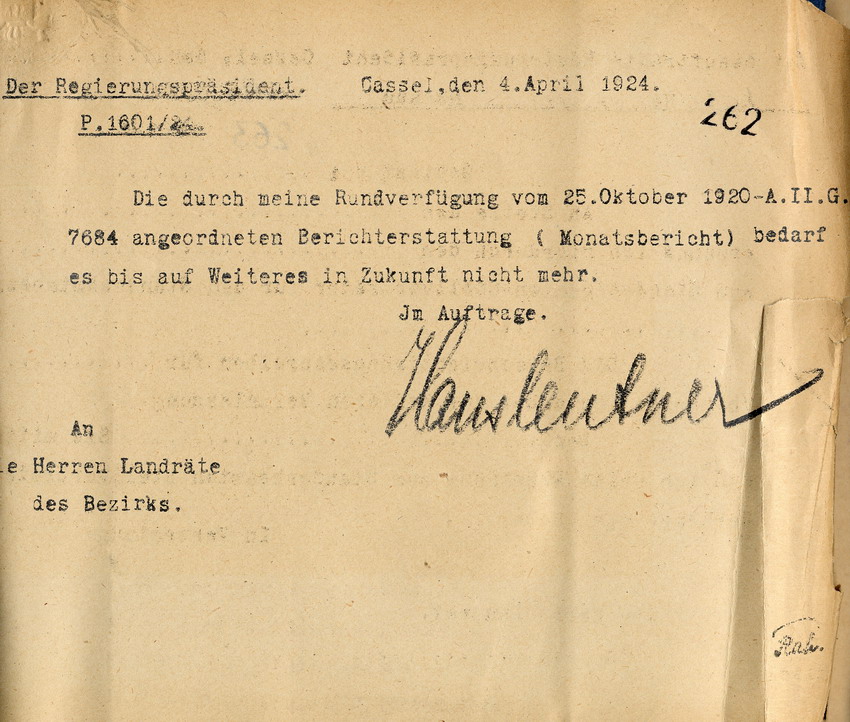 Der Regierungspräsident. Cassel,den 4.April 1924.
P.1601/24.
262
Die durch meine Rundverfügung vom 25.Oktober 1920-A.II.G.
7684 angeordneten Berichterstattung ( Monatsbericht) bedarf
es bis auf Weiteres in Zukunft nicht mehr.
Jm Auftrage.
Hanslentner
An
e Herren Landräte
des Bezirks.